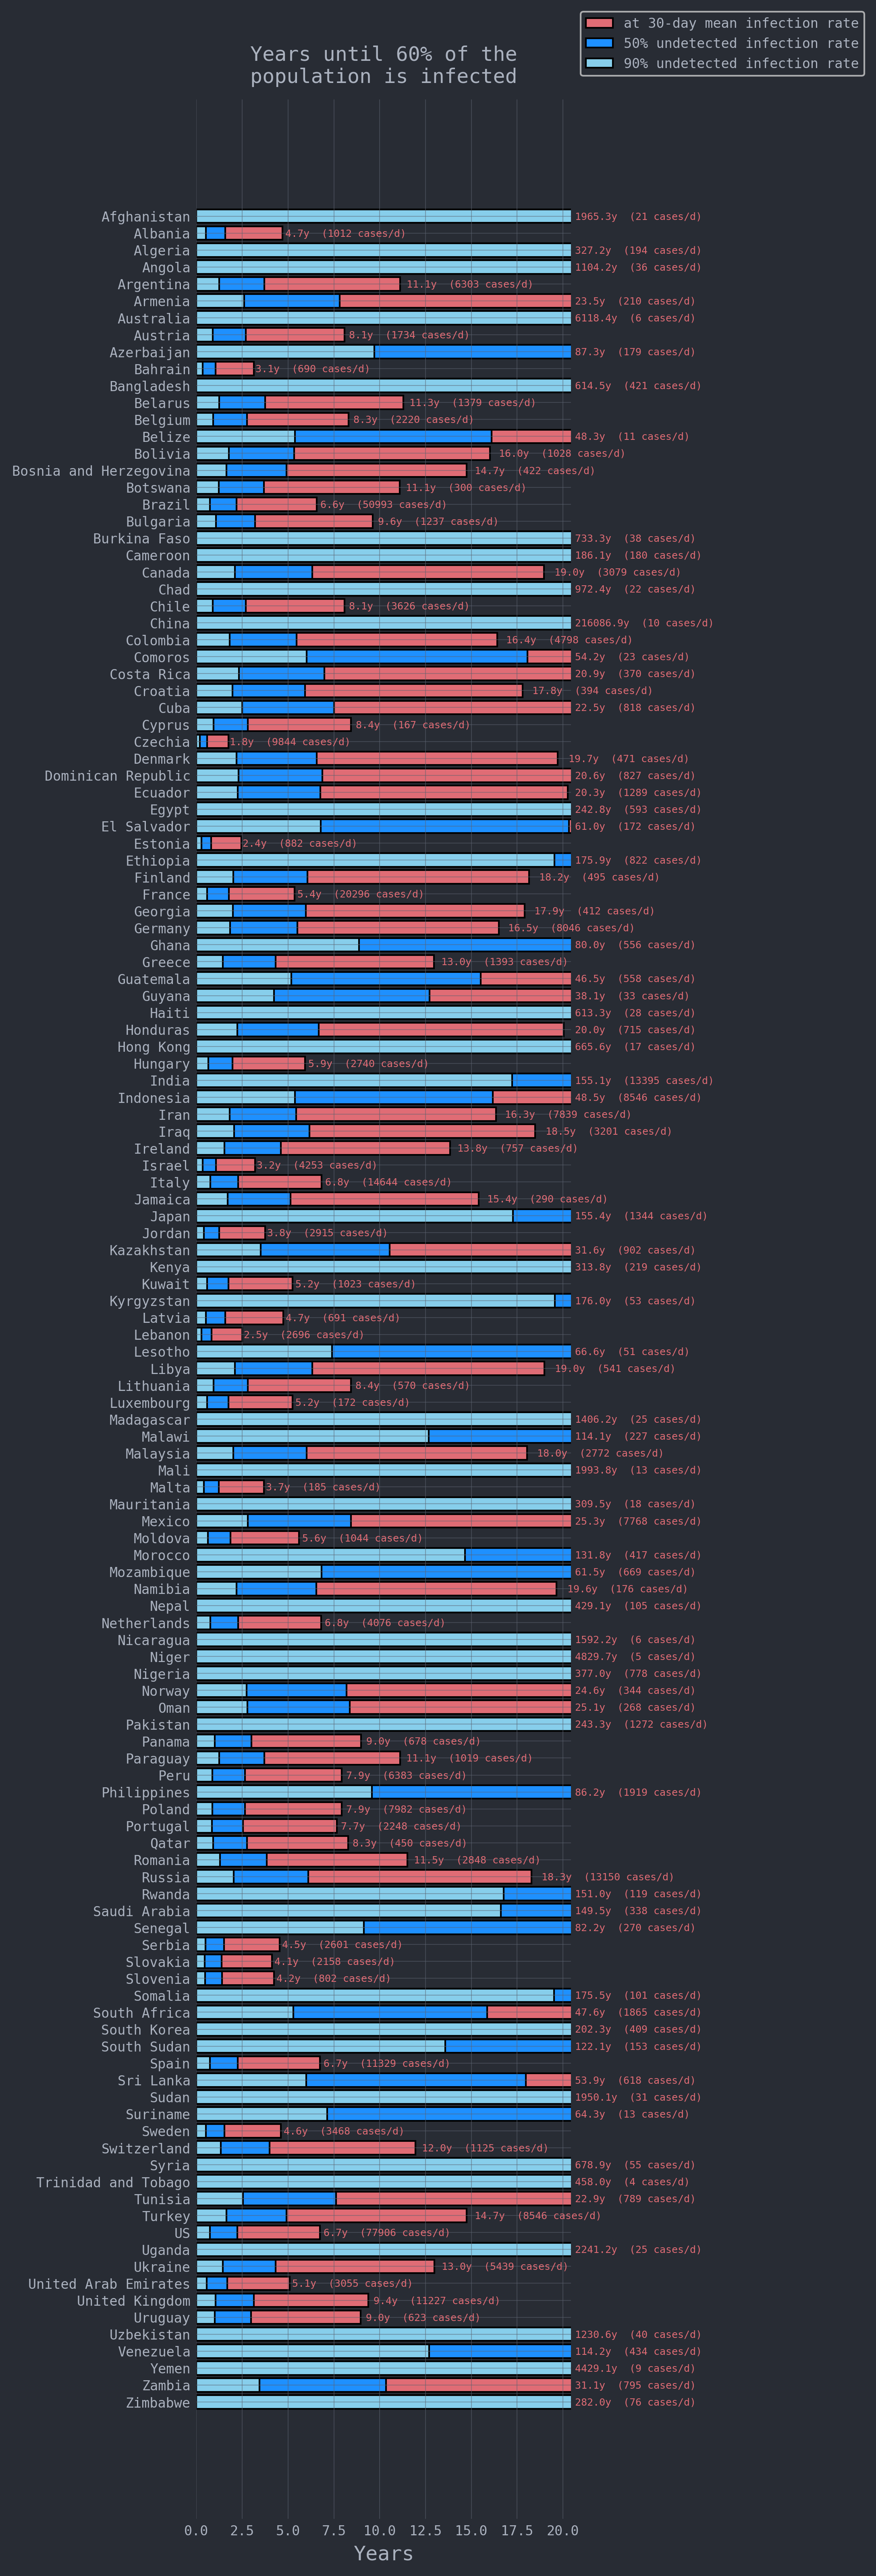 at 30-day mean infection rate
50% undetected infection rate
90% undetected infection rate
Years until 60% of the
population is infected
Afghanistan 1965.3y (21 cases/d)
Albania 4.7y (1012 cases/d)
Algeria 327.2y (194 cases/d)
Angola 1104.2y (36 cases/d)
Argentina 11.1y (6303 cases/d)
Armenia 23.5y (210 cases/d)
Australia 6118.4y (6 cases/d)
Austria 8.1y (1734 cases/d)
Azerbaijan 87.3y (179 cases/d)
Bahrain 3.1y (690 cases/d)
Bangladesh 614.5y (421 cases/d)
Belarus 11.3y (1379 cases/d)
Belgium 8.3y (2220 cases/d)
Belize 48.3y (11 cases/d)
Bolivia 16.0y (1028 cases/d)
Bosnia and Herzegovina 14.7y (422 cases/d)
Botswana 11.1y (300 cases/d)
Brazil 6.6y (50993 cases/d)
Bulgaria 9.6y (1237 cases/d)
Burkina Faso 733.3y (38 cases/d)
Cameroon 186.1y (180 cases/d)
Canada 19.0y (3079 cases/d)
Chad 972.4y (22 cases/d)
Chile 8.1y (3626 cases/d)
China 216086.9y (10 cases/d)
Colombia 16.4y (4798 cases/d)
Comoros 54.2y (23 cases/d)
Costa Rica 20.9y (370 cases/d)
Croatia 17.8y (394 cases/d)
Cuba 22.5y (818 cases/d)
Cyprus 8.4y (167 cases/d)
Czechia 1.8y (9844 cases/d)
Denmark 19.7y (471 cases/d)
Dominican Republic 20.6y (827 cases/d)
Ecuador 20.3y (1289 cases/d)
Egypt 242.8y (593 cases/d)
El Salvador 61.0y (172 cases/d)
Estonia 2.4y (882 cases/d)
Ethiopia 175.9y (822 cases/d)
Finland 18.2y (495 cases/d)
France 5.4y (20296 cases/d)
Georgia 17.9y (412 cases/d)
Germany 16.5y (8046 cases/d)
Ghana 80.0y (556 cases/d)
Greece 13.0y (1393 cases/d)
Guatemala 46.5y (558 cases/d)
Guyana 38.1y (33 cases/d)
Haiti 613.3y (28 cases/d)
Honduras 20.0y (715 cases/d)
Hong Kong 665.6y (17 cases/d)
Hungary 5.9y (2740 cases/d)
India 155.1y (13395 cases/d)
Indonesia 48.5y (8546 cases/d)
Iran 16.3y (7839 cases/d)
Iraq 18.5y (3201 cases/d)
Ireland 13.8y (757 cases/d)
Israel 3.2y (4253 cases/d)
Italy 6.8y (14644 cases/d)
Jamaica 15.4y (290 cases/d)
Japan 155.4y (1344 cases/d)
Jordan 3.8y (2915 cases/d)
Kazakhstan 31.6y (902 cases/d)
Kenya 313.8y (219 cases/d)
Kuwait 5.2y (1023 cases/d)
Kyrgyzstan 176.0y (53 cases/d)
Latvia 4.7y (691 cases/d)
Lebanon 2.5y (2696 cases/d)
Lesotho 66.6y (51 cases/d)
Libya 19.0y (541 cases/d)
Lithuania 8.4y (570 cases/d)
Luxembourg 5.2y (172 cases/d)
Madagascar 1406.2y (25 cases/d)
Malawi 114.1y (227 cases/d)
Malaysia 18.0y (2772 cases/d)
Mali 1993.8y (13 cases/d)
Malta 3.7y (185 cases/d)
Mauritania 309.5y (18 cases/d)
Mexico 25.3y (7768 cases/d)
Moldova 5.6y (1044 cases/d)
Morocco 131.8y (417 cases/d)
Mozambique 61.5y (669 cases/d)
Namibia 19.6y (176 cases/d)
Nepal 429.1y (105 cases/d)
Netherlands 6.8y (4076 cases/d)
Nicaragua 1592.2y (6 cases/d)
Niger 4829.7y (5 cases/d)
Nigeria 377.0y (778 cases/d)
Norway 24.6y (344 cases/d)
Oman 25.1y (268 cases/d)
Pakistan 243.3y (1272 cases/d)
Panama 9.0y (678 cases/d)
Paraguay 11.1y (1019 cases/d)
Peru 7.9y (6383 cases/d)
Philippines 86.2y (1919 cases/d)
Poland 7.9y (7982 cases/d)
Portugal 7.7y (2248 cases/d)
Qatar 8.3y (450 cases/d)
Romania 11.5y (2848 cases/d)
Russia 18.3y (13150 cases/d)
Rwanda 151.0y (119 cases/d)
Saudi Arabia 149.5y (338 cases/d)
Senegal 82.2y (270 cases/d)
Serbia 4.5y (2601 cases/d)
Slovakia 4.1y (2158 cases/d)
Slovenia 4.2y (802 cases/d)
Somalia 175.5y (101 cases/d)
South Africa 47.6y (1865 cases/d)
South Korea 202.3y (409 cases/d)
South Sudan 122.1y (153 cases/d)
Spain 6.7y (11329 cases/d)
Sri Lanka 53.9y (618 cases/d)
Sudan 1950.1y (31 cases/d)
Suriname 64.3y (13 cases/d)
Sweden 4.6y (3468 cases/d)
Switzerland 12.0y (1125 cases/d)
Syria 678.9y (55 cases/d)
Trinidad and Tobago 458.0y (4 cases/d)
Tunisia 22.9y (789 cases/d)
Turkey 14.7y (8546 cases/d)
US 6.7y (77906 cases/d)
Uganda 2241.2y (25 cases/d)
Ukraine 13.0y (5439 cases/d)
United Arab Emirates 5.1y (3055 cases/d)
United Kingdom 9.4y (11227 cases/d)
Uruguay 9.0y (623 cases/d)
Uzbekistan 1230.6y (40 cases/d)
Venezuela 114.2y (434 cases/d)
Yemen 4429.1y (9 cases/d)
Zambia 31.1y (795 cases/d)
Zimbabwe 282.0y (76 cases/d)
0.0 2.5 5.0 7.5 10.0 12.5 15.0 17.5 20.0
Years